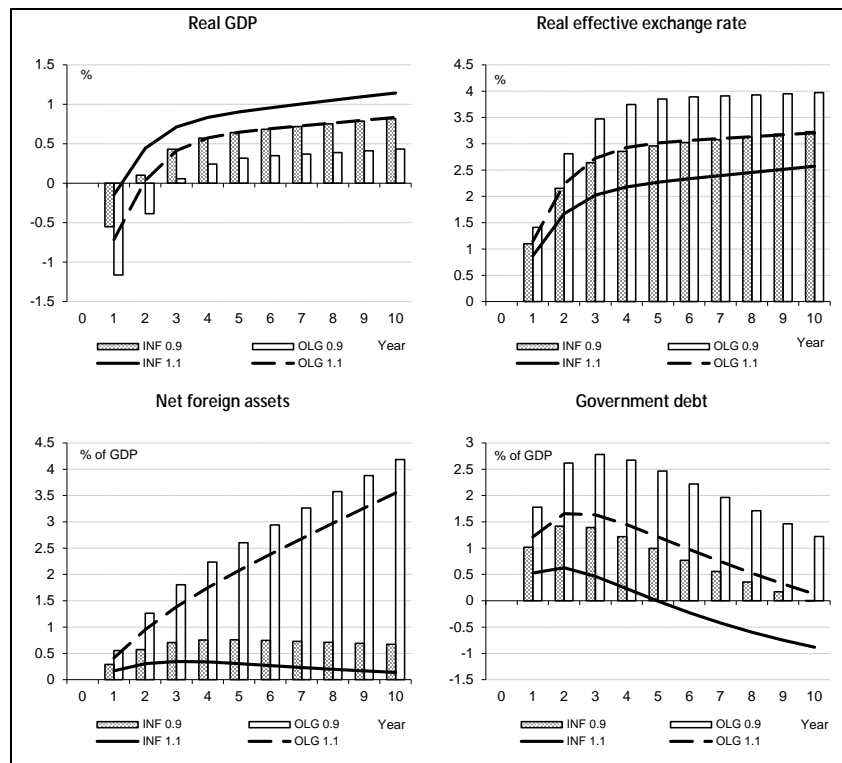 Real GDP
1.5
%
1
0.5
0
-0.5
-1
-1.5
0 1 2 3 4 5 6 7 8 9 10
INF 0.9 OLG 0.9 Year
INF 1.1 OLG 1.1
Real effective exchange rate
4.5
%
4
3.5
3
2.5
2
1.5
1
0.5
0
0 1 2 3 4 5 6 7 8 9 10
INF 0.9 OLG 0.9 Year
INF 1.1 OLG 1.1
Net foreign assets
4.5
% of GDP
4
3.5
3
2.5
2
1.5
1
0.5
0
0 1 2 3 4 5 6 7 8 9 10
INF 0.9 OLG 0.9 Year
INF 1.1 OLG 1.1
Government debt
3
% of GDP
2.5
2
1.5
1
0.5
0
-0.5
-1
-1.5
0 1 2 3 4 5 6 7 8 9 10
INF 0.9 OLG 0.9 Year
INF 1.1 OLG 1.1